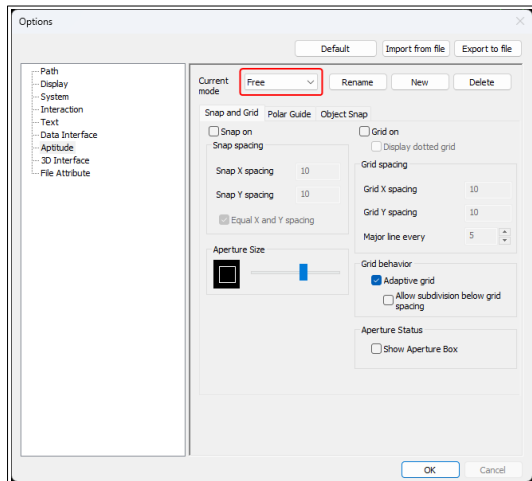 Options
Default Import from file Export to file
Path
Display
System
Interaction
Text
Data Interface
Aptitude
3D Interface
File Attribute
Current mode Free Rename New Delete
Snap and Grid Polar Guide Object Snap
Snap on
Snap spacing
Snap X spacing 10
Snap Y spacing 10
Equal X and Y spacing
Aperture Size
Grid on
Display dotted grid
Grid spacing
Grid X spacing 10
Grid Y spacing 10
Major line every 5
Grid behavior
Adaptive grid
Allow subdivision below grid
spacing
Aperture Status
Show Aperture Box
OK Cancel